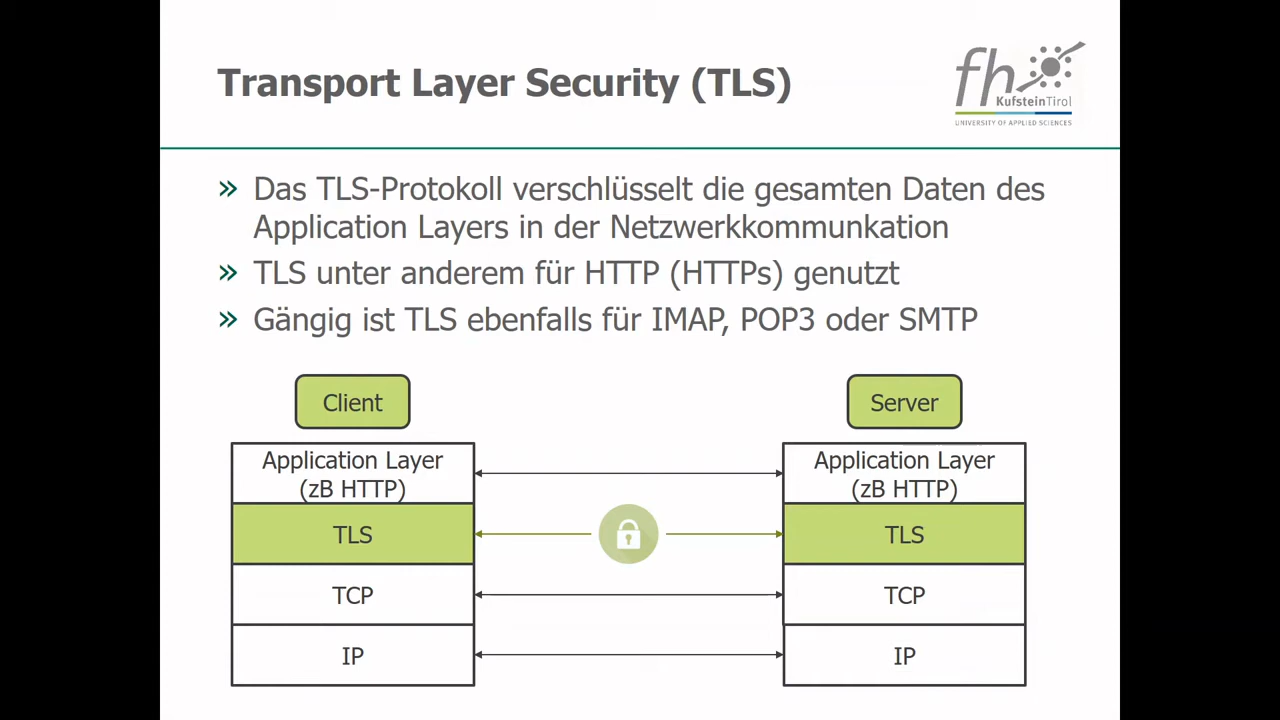 Transport Layer Security (TLS)
fh
KufsteinTirol
UNIVERSITY OF APPLIED SCIENCES
» Das TLS-Protokoll verschlüsselt die gesamten Daten des
Application Layers in der Netzwerkkommunkation
» TLS unter anderem für HTTP (HTTPs) genutzt
» Gängig ist TLS ebenfalls für IMAP, POP3 oder SMTP
Client
Server
Application Layer
(zB HTTP)
Application Layer
(zB HTTP)
TLS
TLS
TCP
TCP
IP
IP